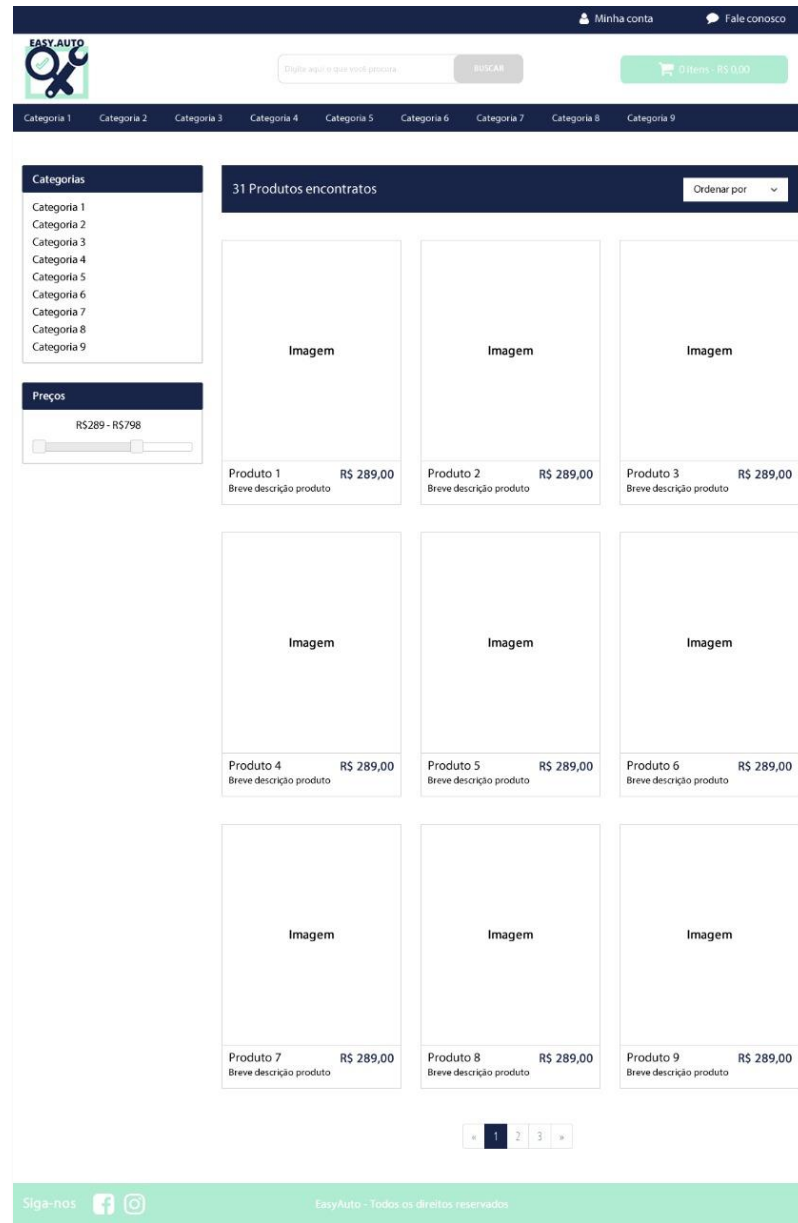 Minha conta Fale conosco
EASY.AUTO
Digite aqui o que você procura BUSCAR 0 itens - R$ 0,00
Categoria 1 Categoria 2 Categoria 3 Categoria 4 Categoria 5 Categoria 6 Categoria 7 Categoria 8 Categoria 9
Categorias
Categoria 1
Categoria 2
Categoria 3
Categoria 4
Categoria 5
Categoria 6
Categoria 7
Categoria 8
Categoria 9
Preços
R$289 - R$798
31 Produtos encontratos Ordenar por
Imagem Imagem Imagem
Produto 1 R$ 289,00 Produto 2 R$ 289,00 Produto 3 R$ 289,00
Breve descrição produto Breve descrição produto Breve descrição produto
Imagem Imagem Imagem
Produto 4 R$ 289,00 Produto 5 R$ 289,00 Produto 6 R$ 289,00
Breve descrição produto Breve descrição produto Breve descrição produto
Imagem Imagem Imagem
Produto 7 R$ 289,00 Produto 8 R$ 289,00 Produto 9 R$ 289,00
Breve descrição produto Breve descrição produto Breve descrição produto
« 1 2 3 »
Siga-nos EasyAuto - Todos os direitos reservados